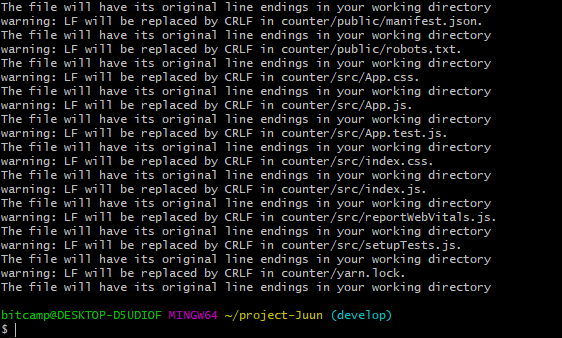 The file will have its original line endings in your working directory
warning: LF will be replaced by CRLF in counter/public/manifest.json.
The file will have its original line endings in your working directory
warning: LF will be replaced by CRLF in counter/public/robots.txt.
The file will have its original line endings in your working directory
warning: LF will be replaced by CRLF in counter/src/App.css.
The file will have its original line endings in your working directory
warning: LF will be replaced by CRLF in counter/src/App.js.
The file will have its original line endings in your working directory
warning: LF will be replaced by CRLF in counter/src/App.test.js.
The file will have its original line endings in your working directory
warning: LF will be replaced by CRLF in counter/src/index.css.
The file will have its original line endings in your working directory
warning: LF will be replaced by CRLF in counter/src/index.js.
The file will have its original line endings in your working directory
warning: LF will be replaced by CRLF in counter/src/reportWebVitals.js.
The file will have its original line endings in your working directory
warning: LF will be replaced by CRLF in counter/src/setupTests.js.
The file will have its original line endings in your working directory
warning: LF will be replaced by CRLF in counter/yarn.lock.
The file will have its original line endings in your working directory
bitcamp@DESKTOP-D5UDIOF MINGW64 ~/project-Juun (develop)
$